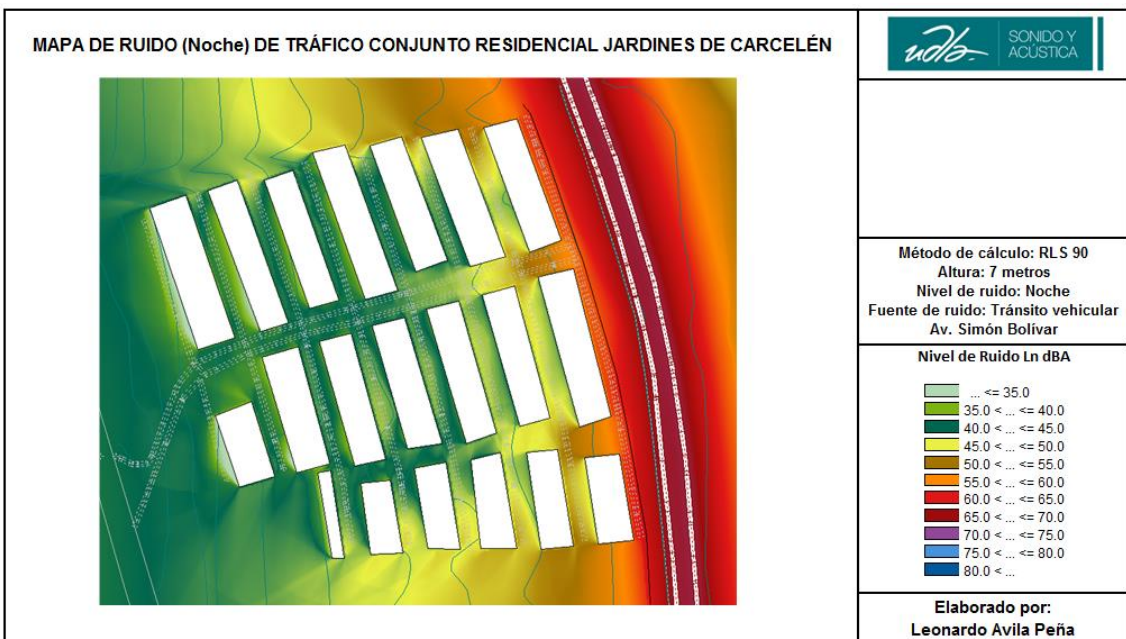 MAPA DE RUIDO (Noche) DE TRÁFICO CONJUNTO RESIDENCIAL JARDINES DE CARCELÉN
udla-
SONIDO Y
ACÚSTICA
Método de cálculo: RLS 90
Altura: 7 metros
Nivel de ruido: Noche
Fuente de ruido: Tránsito vehicular
Av. Simón Bolívar
Nivel de Ruido Ln dBA
... <= 35.0
35.0 < ... <= 40.0
40.0 < ... <= 45.0
45.0 < ... <= 50.0
50.0 < ... <= 55.0
55.0 < ... <= 60.0
60.0 < ... <= 65.0
65.0 < ... <= 70.0
70.0 < ... <= 75.0
75.0 < ... <= 80.0
80.0 < ...
Elaborado por:
Leonardo Avila Peña